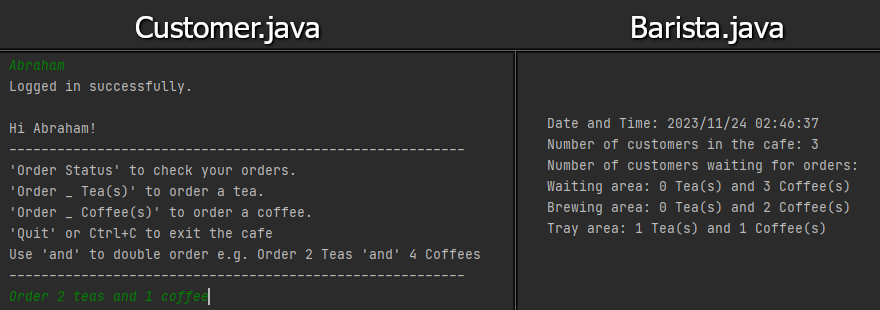 Customer.java
Barista.java
Abraham
Logged in successfully.
Hi Abraham!
----------------------------------------------------------
'Order Status' to check your orders.
'Order _ Tea(s)' to order a tea.
'Order _ Coffee(s)' to order a coffee.
'Quit' or Ctrl+C to exit the cafe
Use 'and' to double order e.g. Order 2 Teas 'and' 4 Coffees
----------------------------------------------------------
Order 2 teas and 1 coffee
Date and Time: 2023/11/24 02:46:37
Number of customers in the cafe: 3
Number of customers waiting for orders:
Waiting area: 0 Tea(s) and 3 Coffee(s)
Brewing area: 0 Tea(s) and 2 Coffee(s)
Tray area: 1 Tea(s) and 1 Coffee(s)